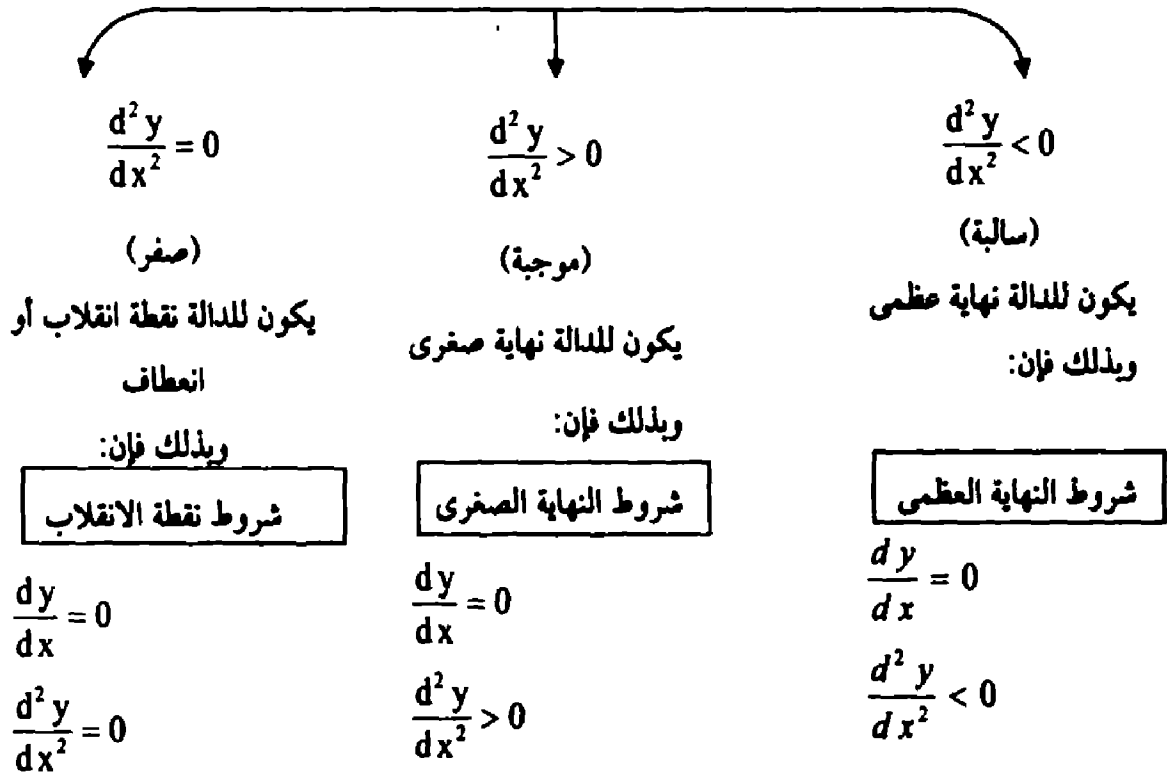 d²y/dx² < 0
(سالبة)
يكون للدالة نهاية عظمى
وبذلك فإن:
شروط النهاية العظمى
dy/dx = 0
d²y/dx² < 0
d²y/dx² > 0
(موجبة)
يكون للدالة نهاية صغرى
وبذلك فإن:
شروط النهاية الصغرى
dy/dx = 0
d²y/dx² > 0
d²y/dx² = 0
(صفر)
يكون للدالة نقطة انقلاب أو
انعطاف
وبذلك فإن:
شروط نقطة الانقلاب
dy/dx = 0
d²y/dx² = 0